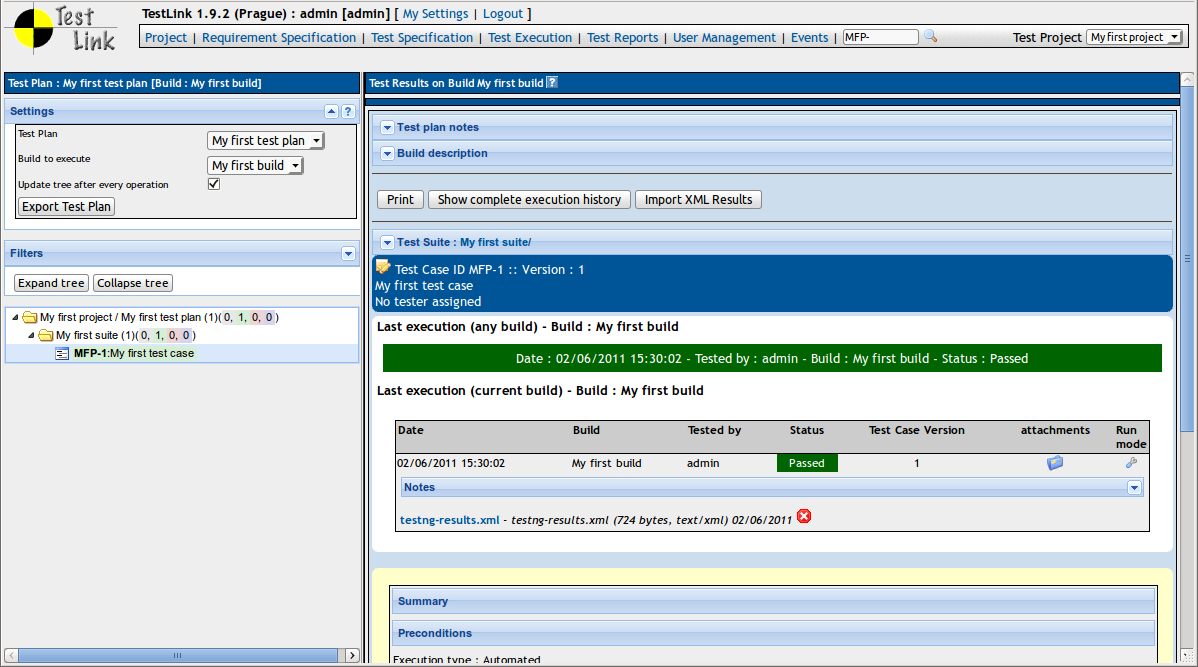 Test Link
TestLink 1.9.2 (Prague) : admin [admin] [ My Settings | Logout ]
Project | Requirement Specification | Test Specification | Test Execution | Test Reports | User Management | Events | MFP- Test Project My first project
Test Plan : My first test plan [Build : My first build]
Settings ?
Test Plan My first test plan
Build to execute My first build
Update tree after every operation
Export Test Plan
Filters
Expand tree Collapse tree
My first project / My first test plan (1)(0, 1, 0, 0)
My first suite (1)(0, 1, 0, 0)
MFP-1:My first test case
Test Results on Build My first build ?
Test plan notes
Build description
Print Show complete execution history Import XML Results
Test Suite : My first suite/
Test Case ID MFP-1 :: Version : 1
My first test case
No tester assigned
Last execution (any build) - Build : My first build
Date : 02/06/2011 15:30:02 - Tested by : admin - Build : My first build - Status : Passed
Last execution (current build) - Build : My first build
Date Build Tested by Status Test Case Version attachments Run mode
02/06/2011 15:30:02 My first build admin Passed 1
Notes
testng-results.xml - testng-results.xml (724 bytes, text/xml) 02/06/2011
Summary
Preconditions
Execution type : Automated